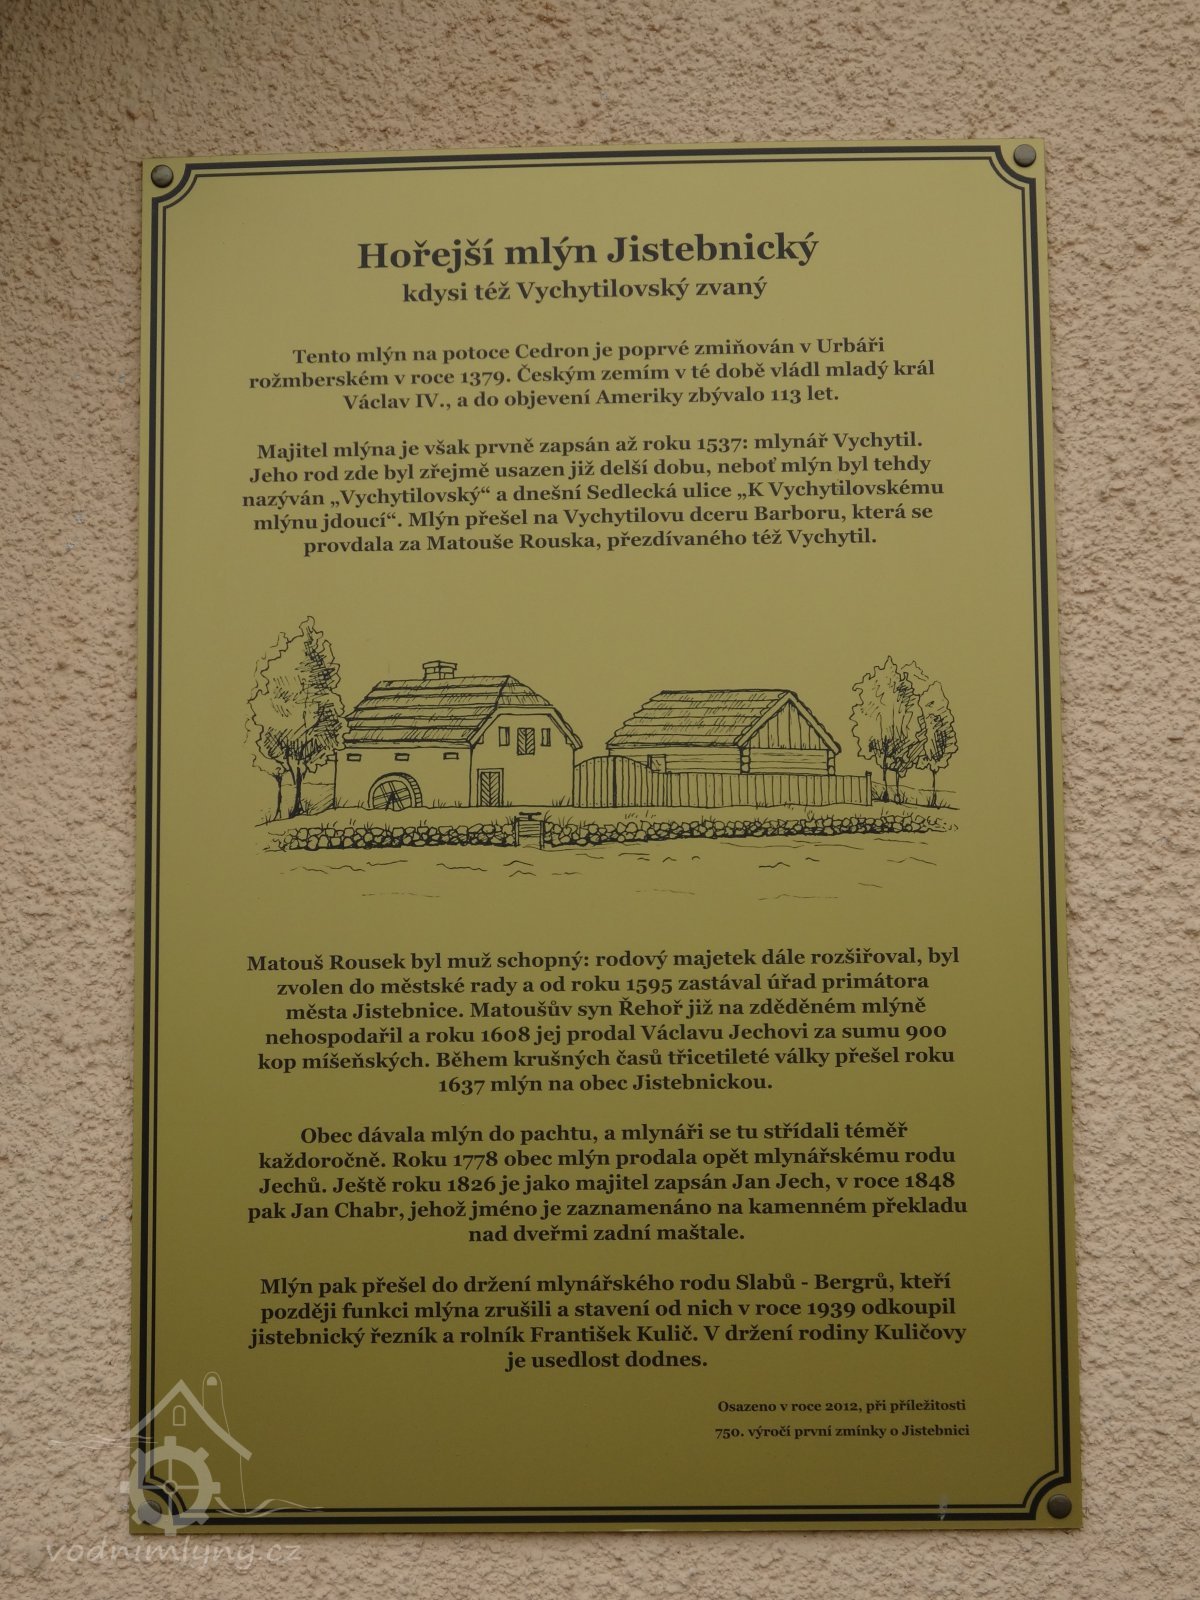 Hořejší mlýn Jistebnický
kdysi též Vychytilovský zvaný
Tento mlýn na potoce Cedron je poprvé zmiňován v Urbáři
rožmberském v roce 1379. Českým zemím v té době vládl mladý král
Václav IV., a do objevení Ameriky zbývalo 113 let.
Majitel mlýna je však prvně zapsán až roku 1537: mlynář Vychytil.
Jeho rod zde byl zřejmě usazen již delší dobu, neboť mlýn byl tehdy
nazýván „Vychytilovský“ a dnešní Sedlecká ulice „K Vychytilovskému
mlýnu jdoucí“. Mlýn přešel na Vychytilovu dceru Barboru, která se
provdala za Matouše Rouska, přezdívaného též Vychytil.
Matouš Rousek byl muž schopný: rodový majetek dále rozšiřoval, byl
zvolen do městské rady a od roku 1595 zastával úřad primátora
města Jistebnice. Matoušův syn Řehoř již na zděděném mlýně
nehospodařil a roku 1608 jej prodal Václavu Jechovi za sumu 900
kop míšeňských. Během krušných časů třicetileté války přešel roku
1637 mlýn na obec Jistebnickou.
Obec dávala mlýn do pachtu, a mlynáři se tu střídali téměř
každoročně. Roku 1778 obec mlýn prodala opět mlynářskému rodu
Jechů. Ještě roku 1826 je jako majitel zapsán Jan Jech, v roce 1848
pak Jan Chabr, jehož jméno je zaznamenáno na kamenném překladu
nad dveřmi zadní maštale.
Mlýn pak přešel do držení mlynářského rodu Slabů - Bergrů, kteří
později funkci mlýna zrušili a stavení od nich v roce 1939 odkoupil
jistebnický řezník a rolník František Kulič. V držení rodiny Kuličovy
je usedlost dodnes.
Osazeno v roce 2012, při příležitosti
750. výročí první zmínky o Jistebnici
vodnimlyny.cz